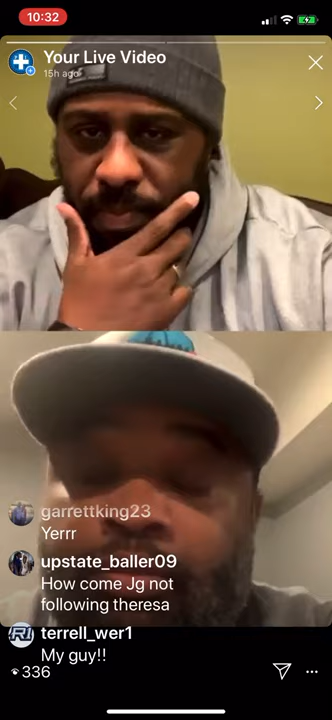 10:32
Your Live Video
15h ago
garrettking23
Yerrr
upstate_baller09
How come Jg not
following theresa
terrell_wer1
My guy!!
336